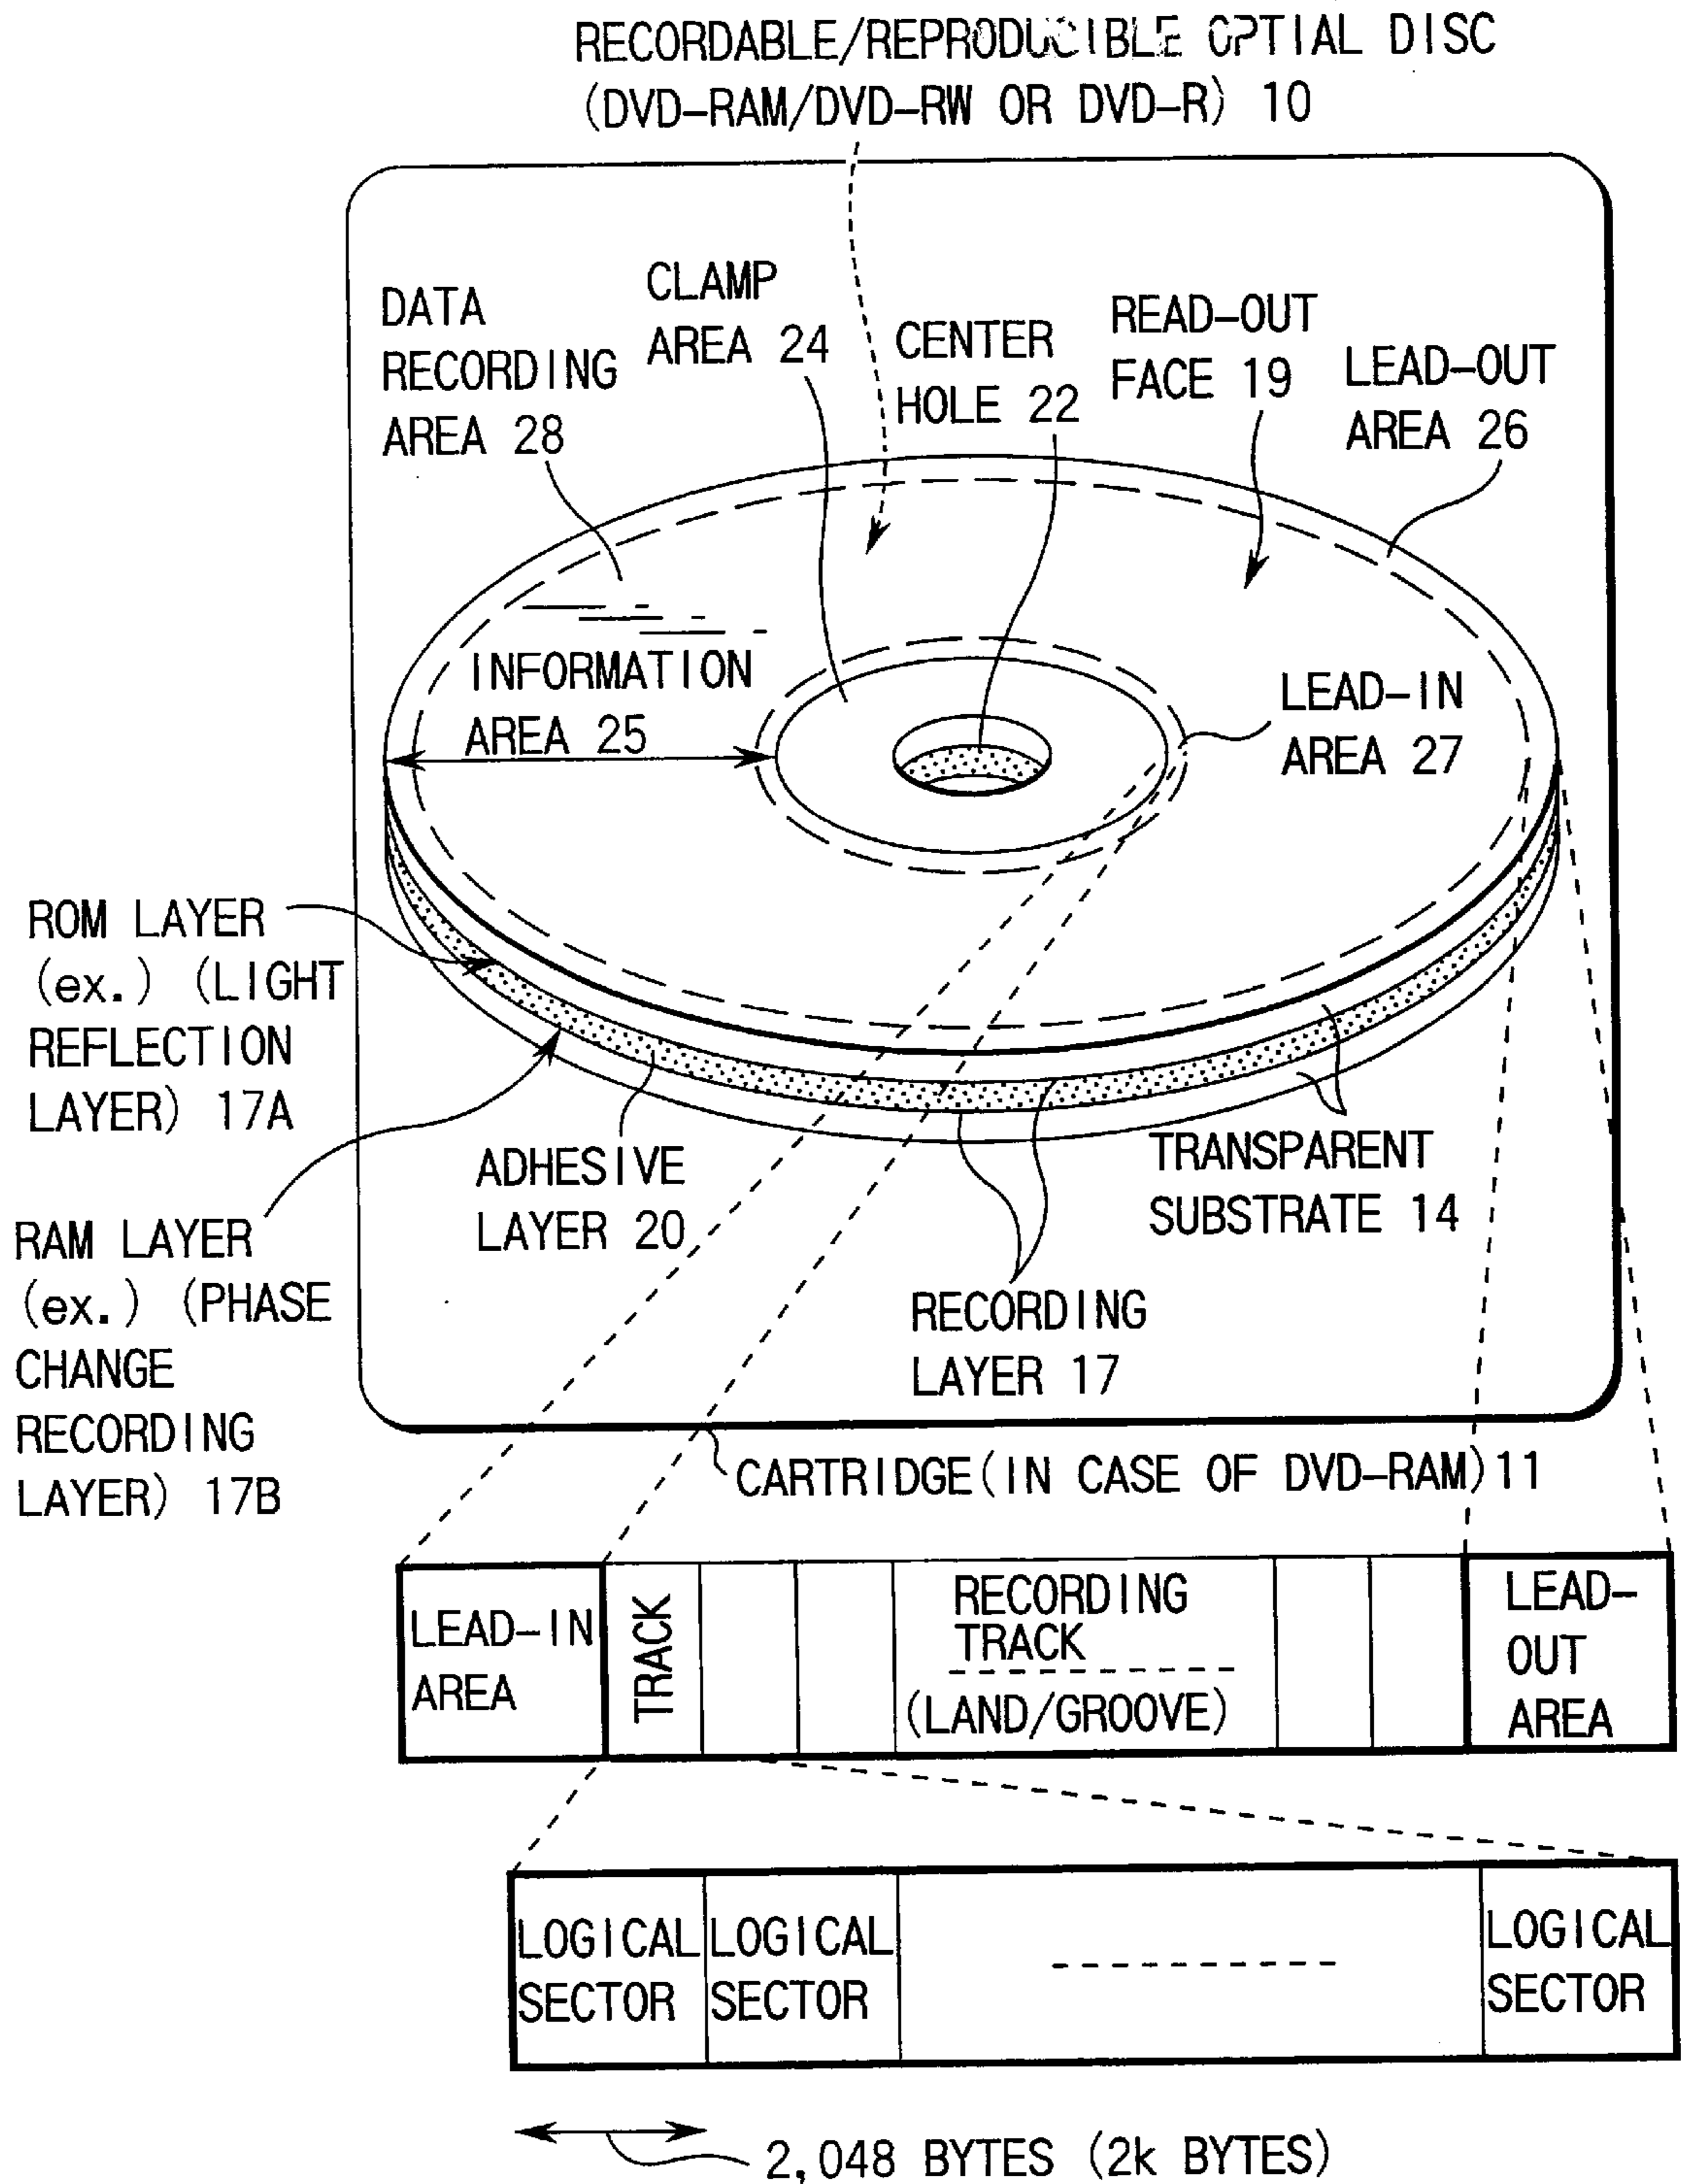 RECORDABLE/REPRODUCIBLE OPTIAL DISC
(DVD-RAM/DVD-RW OR DVD-R) 10
DATA
RECORDING
AREA 28
CLAMP
AREA 24
CENTER
HOLE 22
READ-OUT
FACE 19
LEAD-OUT
AREA 26
INFORMATION
AREA 25
LEAD-IN
AREA 27
ROM LAYER
(ex.) (LIGHT
REFLECTION
LAYER) 17A
ADHESIVE
LAYER 20
TRANSPARENT
SUBSTRATE 14
RAM LAYER
(ex.) (PHASE
CHANGE
RECORDING
LAYER) 17B
RECORDING
LAYER 17
CARTRIDGE(IN CASE OF DVD-RAM)11
LEAD-IN
AREA
TRACK
RECORDING
TRACK
(LAND/GROOVE)
LEAD-
OUT
AREA
LOGICAL
SECTOR
LOGICAL
SECTOR
LOGICAL
SECTOR
2,048 BYTES (2k BYTES)